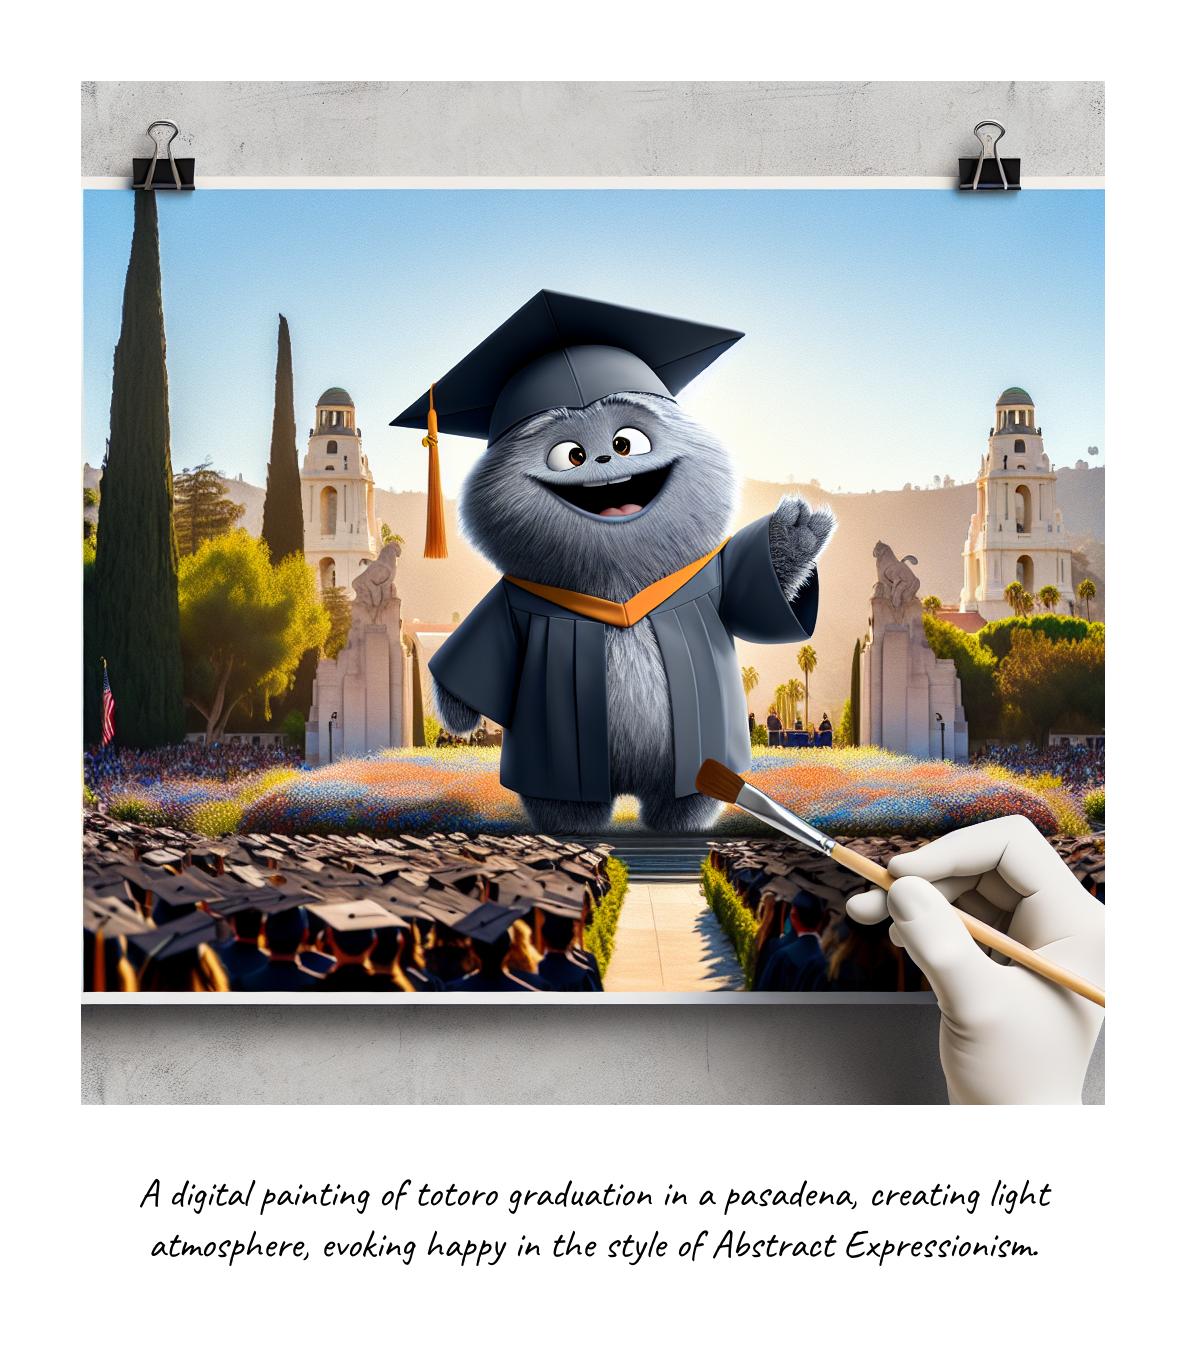 A digital painting of totoro graduation in a pasadena, creating light
atmosphere, evoking happy in the style of Abstract Expressionism.